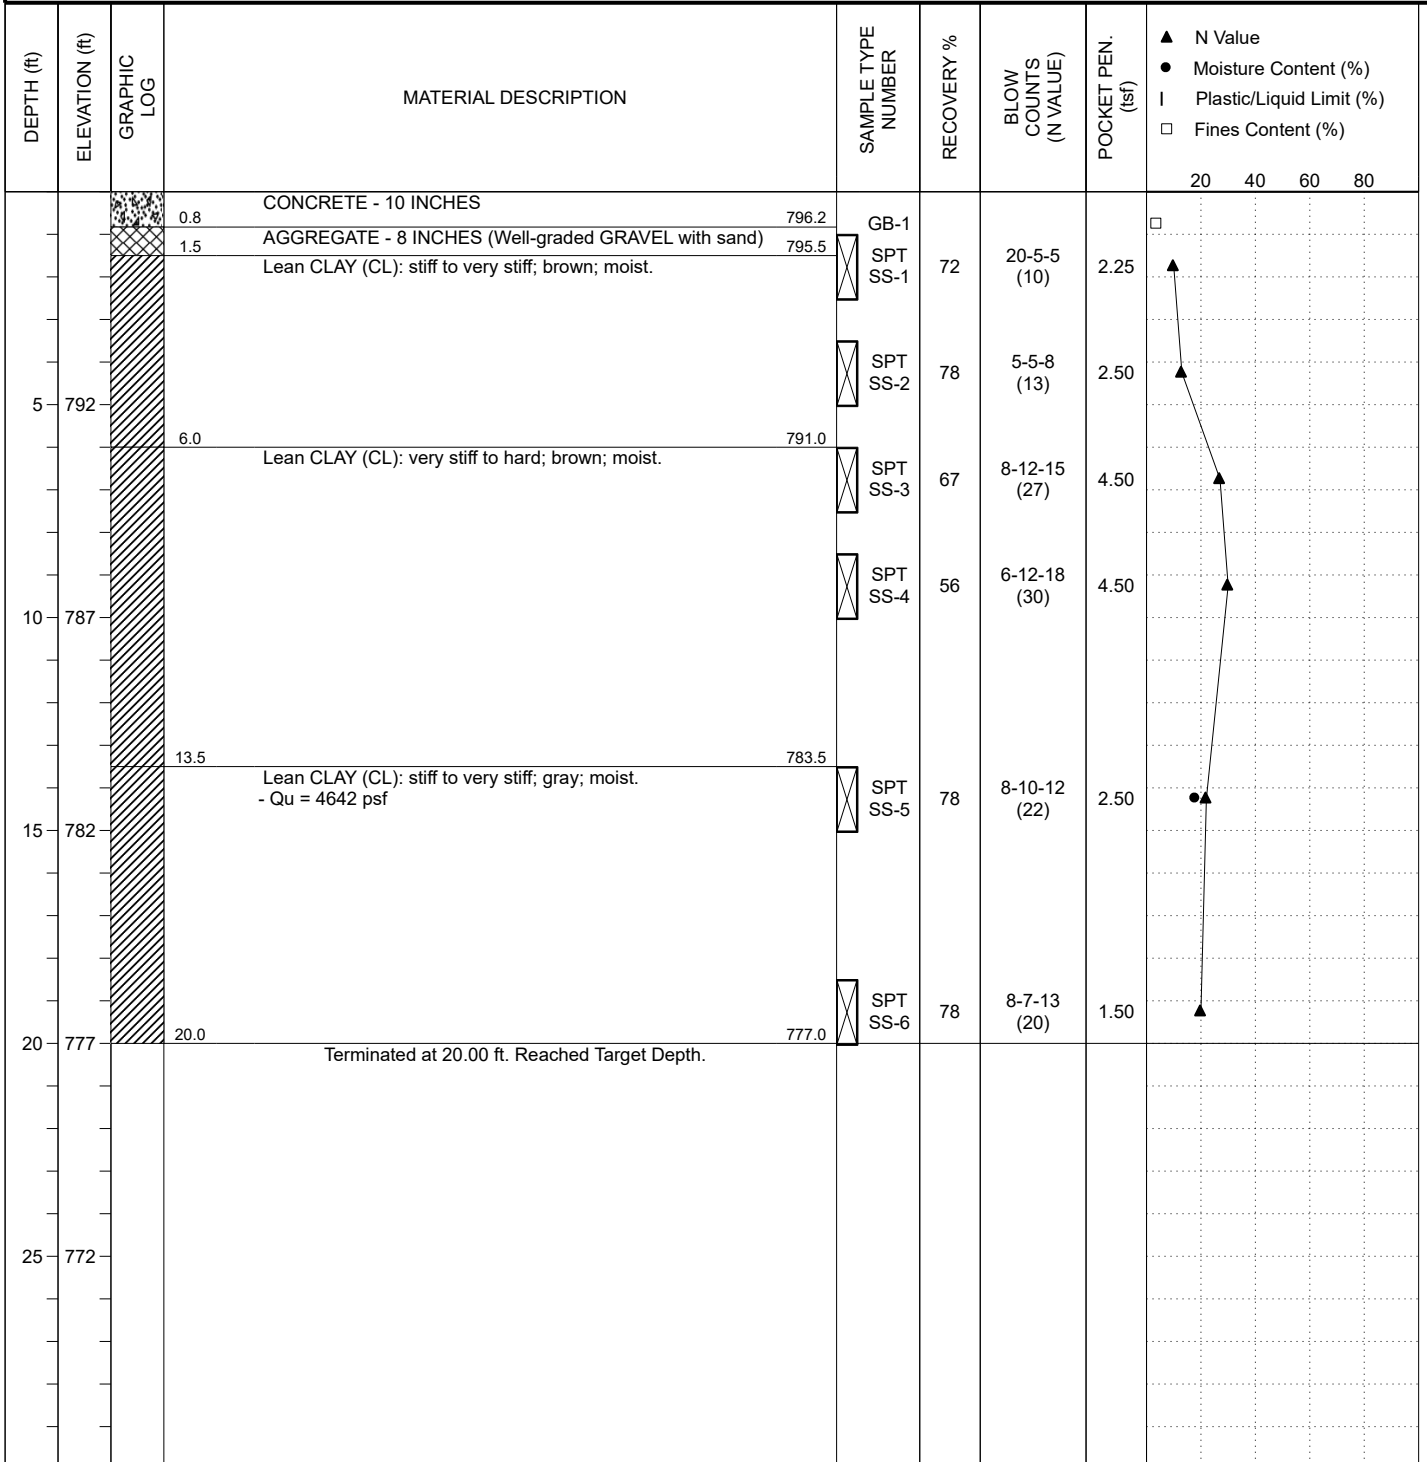 DEPTH (ft)
ELEVATION (ft)
GRAPHIC
LOG
MATERIAL DESCRIPTION
SAMPLE TYPE
NUMBER
RECOVERY %
BLOW
COUNTS
(N VALUE)
POCKET PEN.
(tsf)
▲ N Value
● Moisture Content (%)
| Plastic/Liquid Limit (%)
□ Fines Content (%)
20 40 60 80
CONCRETE - 10 INCHES
0.8 796.2
GB-1
AGGREGATE - 8 INCHES (Well-graded GRAVEL with sand)
1.5 795.5
Lean CLAY (CL): stiff to very stiff; brown; moist.
SPT
SS-1
72
20-5-5
(10)
2.25
SPT
SS-2
78
5-5-8
(13)
2.50
5 792
6.0 791.0
Lean CLAY (CL): very stiff to hard; brown; moist.
SPT
SS-3
67
8-12-15
(27)
4.50
SPT
SS-4
56
6-12-18
(30)
4.50
10 787
13.5 783.5
Lean CLAY (CL): stiff to very stiff; gray; moist.
- Qu = 4642 psf
SPT
SS-5
78
8-10-12
(22)
2.50
15 782
SPT
SS-6
78
8-7-13
(20)
1.50
20.0 777.0
20 777
Terminated at 20.00 ft. Reached Target Depth.
25 772